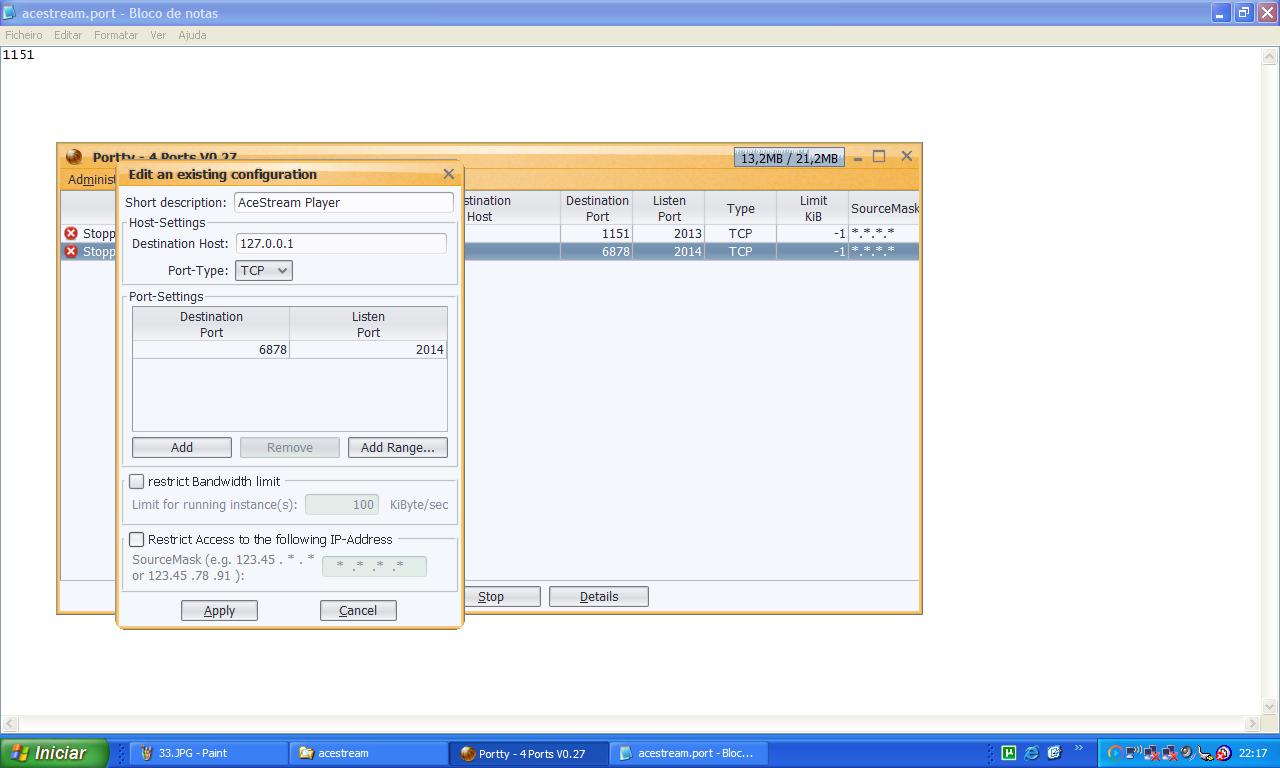 acestream.port - Bloco de notas
Ficheiro Editar Formatar Ver Ajuda
1151
Portty - 4 Ports V0.27
13,2MB / 21,2MB
Edit an existing configuration
Short description: AceStream Player
Host-Settings
Destination Host: 127.0.0.1
Port-Type: TCP
Port-Settings
Destination Port Listen Port
6878 2014
Add Remove Add Range...
restrict Bandwidth limit
Limit for running instance(s): 100 KiByte/sec
Restrict Access to the following IP-Address
SourceMask (e.g. 123.45 . * . *
or 123.45 .78 .91 ):
* .* .* .*
Apply Cancel
Host Destination Port Listen Port Type Limit KiB SourceMask
1151 2013 TCP -1 *.*.*.*
6878 2014 TCP -1 *.*.*.*
Stop Details
Iniciar 33.JPG - Paint acestream Portty - 4 Ports V0.27 acestream.port - Bloc... 22:17